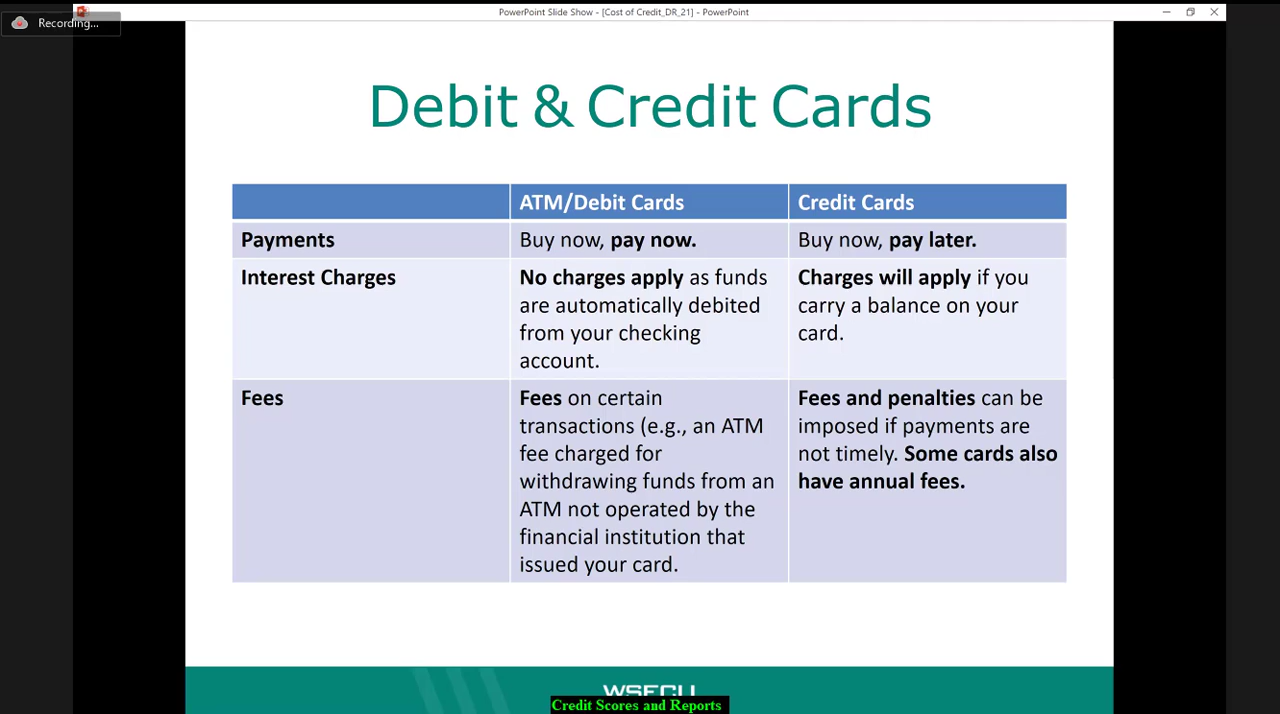 PowerPoint Slide Show - [Cost of Credit_DR_21] - PowerPoint
Recording...
Debit & Credit Cards
ATM/Debit Cards
Credit Cards
Payments
Buy now, pay now.
Buy now, pay later.
Interest Charges
No charges apply as funds
are automatically debited
from your checking
account.
Charges will apply if you
carry a balance on your
card.
Fees
Fees on certain
transactions (e.g., an ATM
fee charged for
withdrawing funds from an
ATM not operated by the
financial institution that
issued your card.
Fees and penalties can be
imposed if payments are
not timely. Some cards also
have annual fees.
WSECU
Credit Scores and Reports